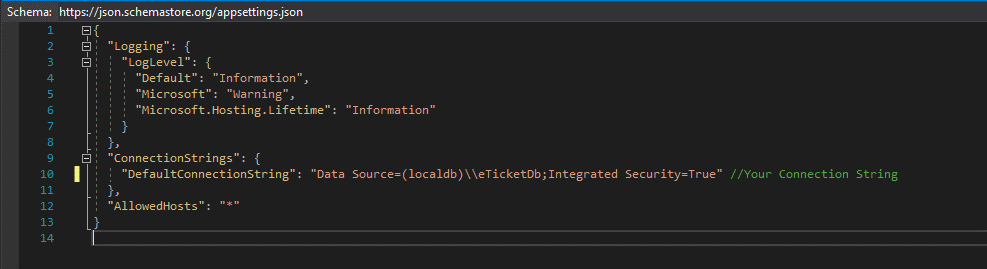 Schema: https://json.schemastore.org/appsettings.json
1 {
2 "Logging": {
3 "LogLevel": {
4 "Default": "Information",
5 "Microsoft": "Warning",
6 "Microsoft.Hosting.Lifetime": "Information"
7 }
8 },
9 "ConnectionStrings": {
10 "DefaultConnectionString": "Data Source=(localdb)\\eTicketDb;Integrated Security=True" //Your Connection String
11 },
12 "AllowedHosts": "*"
13 }
14